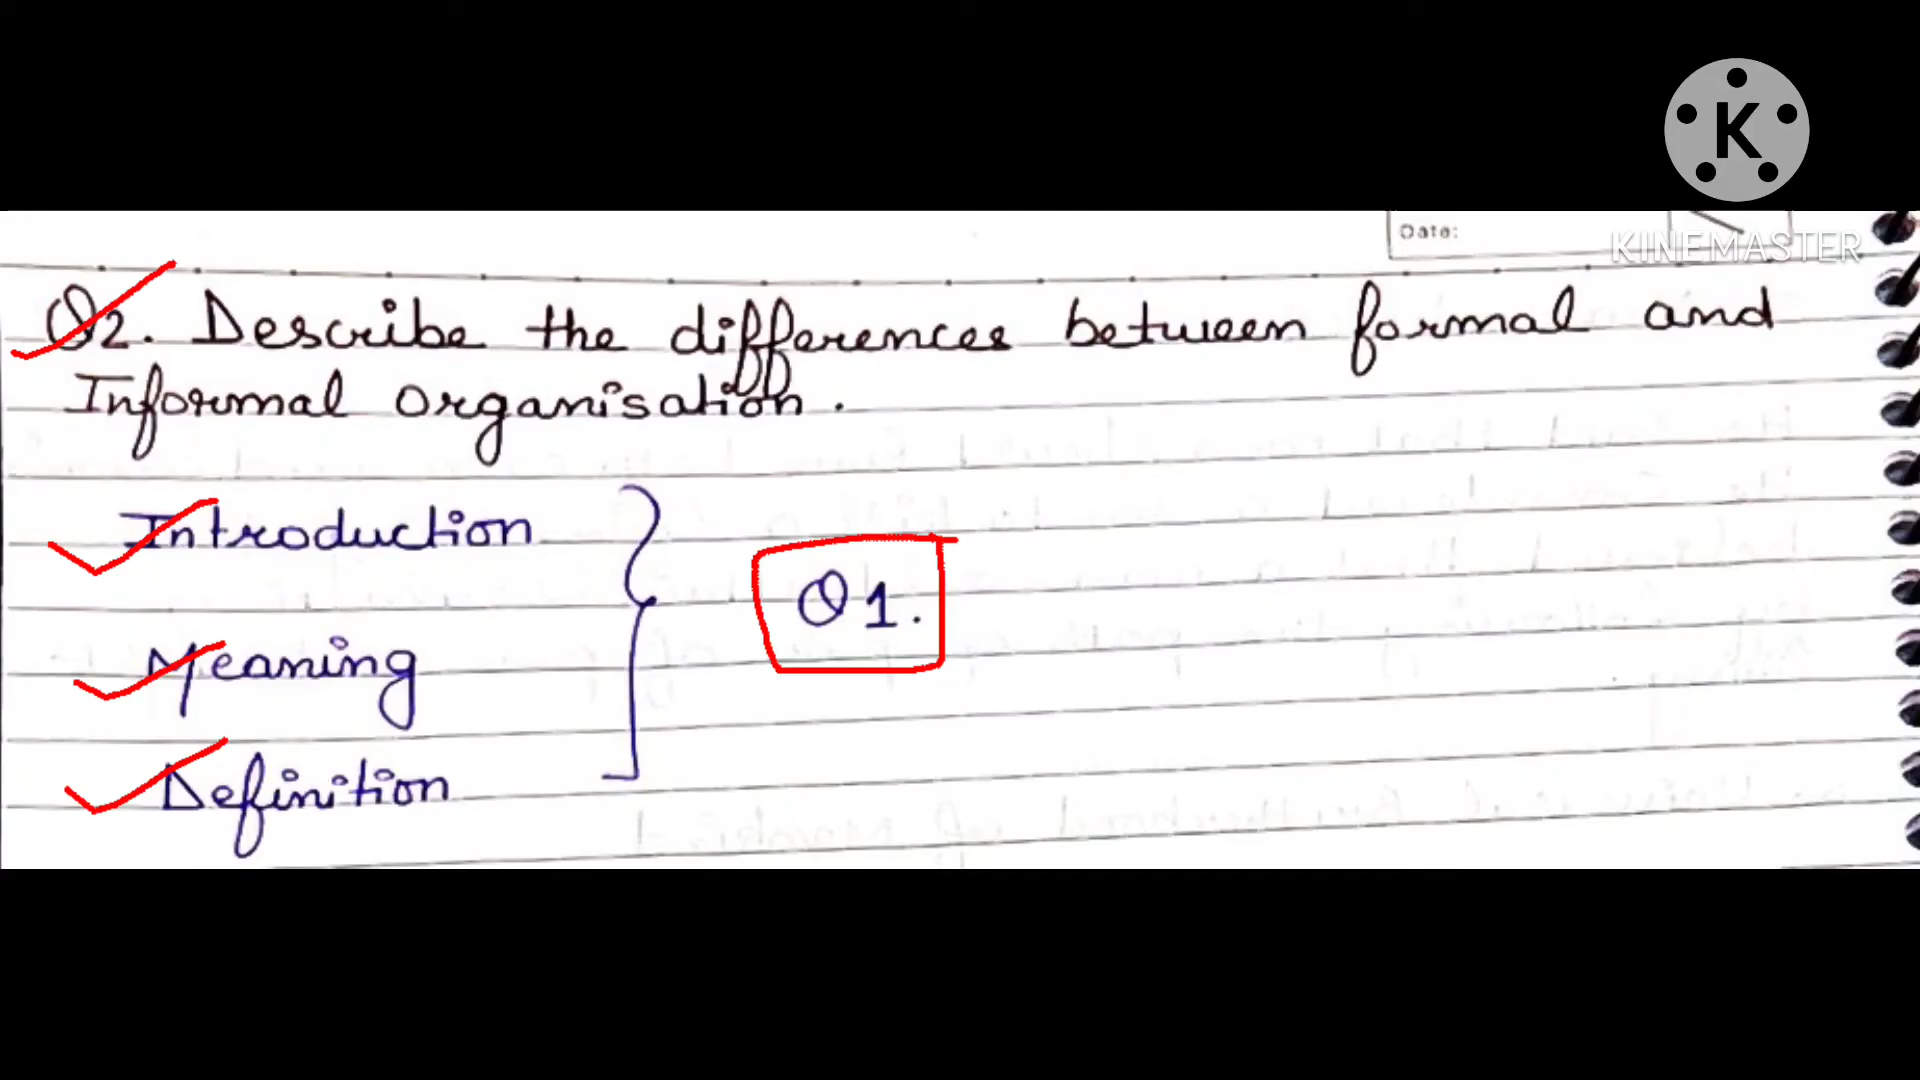 K
Date:
KINEMASTER
Q2. Describe the differences between formal and
Informal organisation.
Introduction
Q1.
Meaning
Definition